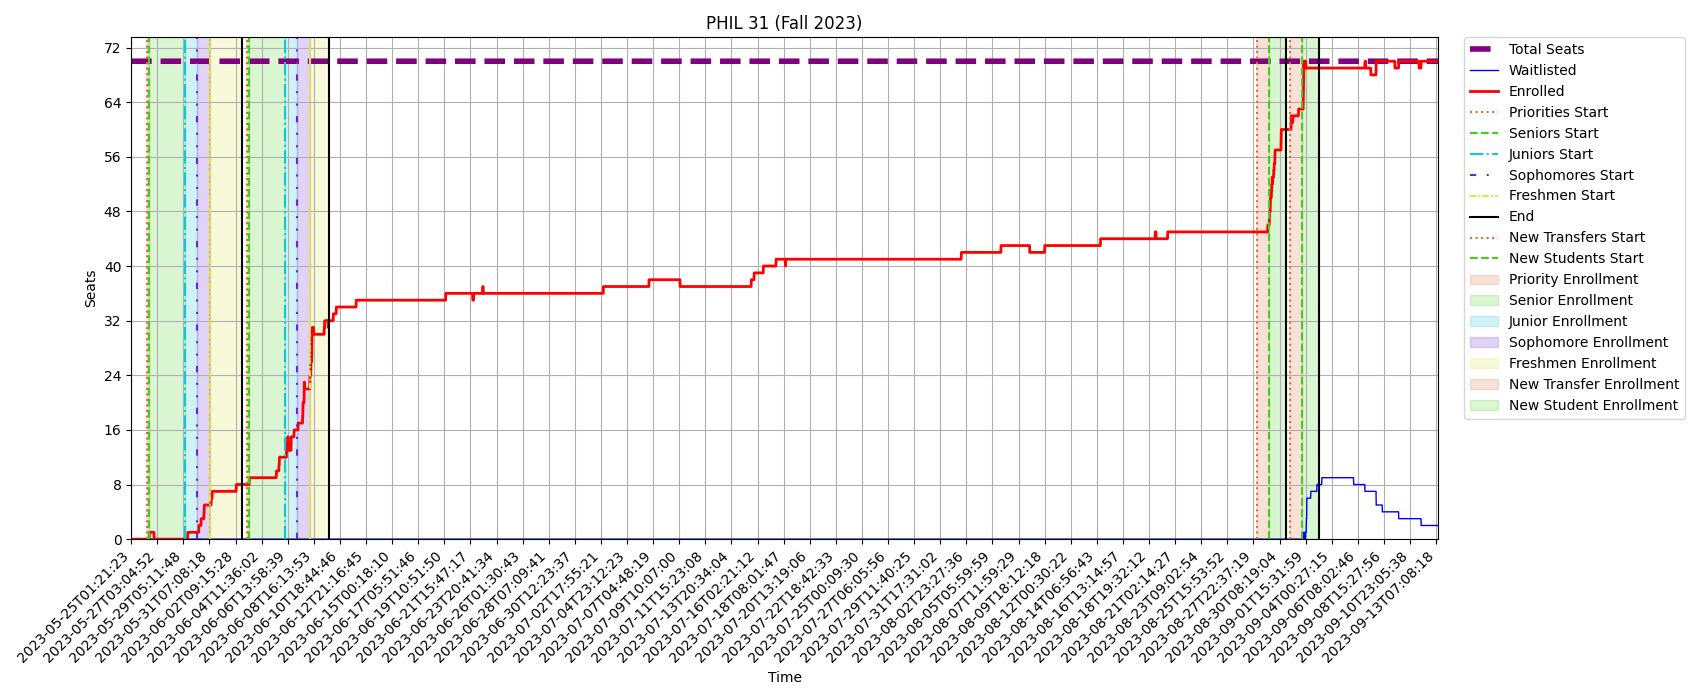 PHIL 31 (Fall 2023)
72
64
56
48
40
32
24
16
8
0
Seats
2023-05-25T01:21:23
2023-05-27T03:04:52
2023-05-29T05:11:48
2023-05-31T07:08:18
2023-06-02T09:15:28
2023-06-04T11:36:02
2023-06-06T13:58:39
2023-06-08T16:13:53
2023-06-10T18:44:46
2023-06-12T21:16:45
2023-06-15T00:18:10
2023-06-17T05:51:46
2023-06-19T10:51:50
2023-06-21T15:47:17
2023-06-23T20:41:34
2023-06-26T01:30:43
2023-06-28T07:09:41
2023-06-30T12:23:37
2023-07-02T17:55:21
2023-07-04T23:12:23
2023-07-07T04:48:19
2023-07-09T10:07:00
2023-07-11T15:23:08
2023-07-13T20:34:04
2023-07-16T02:21:12
2023-07-18T08:01:47
2023-07-20T13:19:06
2023-07-22T18:42:33
2023-07-25T00:09:30
2023-07-27T06:05:56
2023-07-29T11:40:25
2023-07-31T17:31:02
2023-08-02T23:27:36
2023-08-05T05:59:59
2023-08-07T11:59:29
2023-08-09T18:12:18
2023-08-12T00:30:22
2023-08-14T06:56:43
2023-08-16T13:14:57
2023-08-18T19:32:12
2023-08-21T02:14:27
2023-08-23T09:02:54
2023-08-25T15:53:52
2023-08-27T22:37:19
2023-08-30T08:19:04
2023-09-01T15:31:59
2023-09-04T00:27:15
2023-09-06T08:02:46
2023-09-08T15:27:56
2023-09-10T23:05:38
2023-09-13T07:08:18
Time
Total Seats
Waitlisted
Enrolled
Priorities Start
Seniors Start
Juniors Start
Sophomores Start
Freshmen Start
End
New Transfers Start
New Students Start
Priority Enrollment
Senior Enrollment
Junior Enrollment
Sophomore Enrollment
Freshmen Enrollment
New Transfer Enrollment
New Student Enrollment